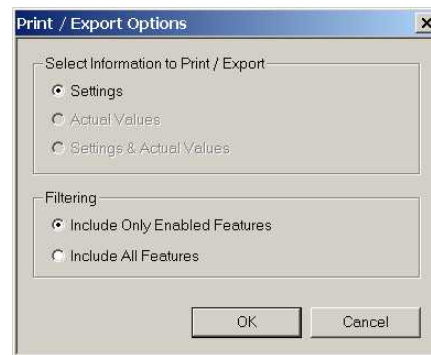 Print / Export Options
Select Information to Print / Export
Settings
Actual Values
Settings & Actual Values
Filtering
Include Only Enabled Features
Include All Features
OK Cancel